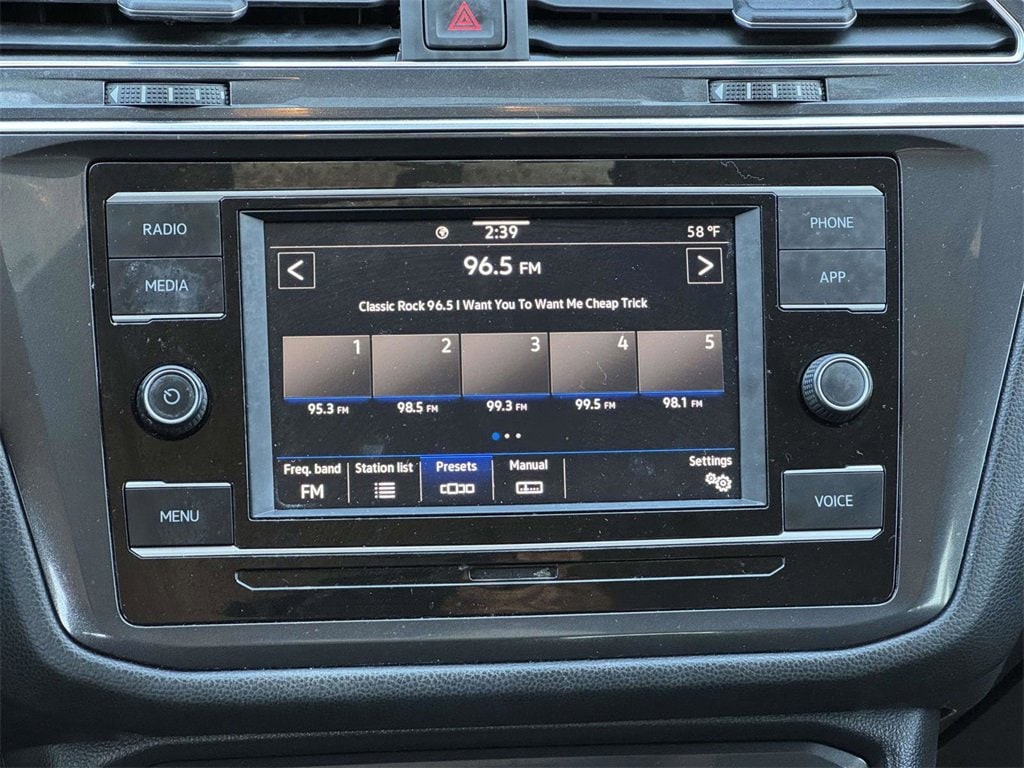 RADIO
MEDIA
MENU
2:39
58 °F
<
96.5 FM
>
Classic Rock 96.5 I Want You To Want Me Cheap Trick
1 2 3 4 5
95.3 FM 98.5 FM 99.3 FM 99.5 FM 98.1 FM
Freq. band Station list Presets Manual Settings
FM
PHONE
APP
VOICE